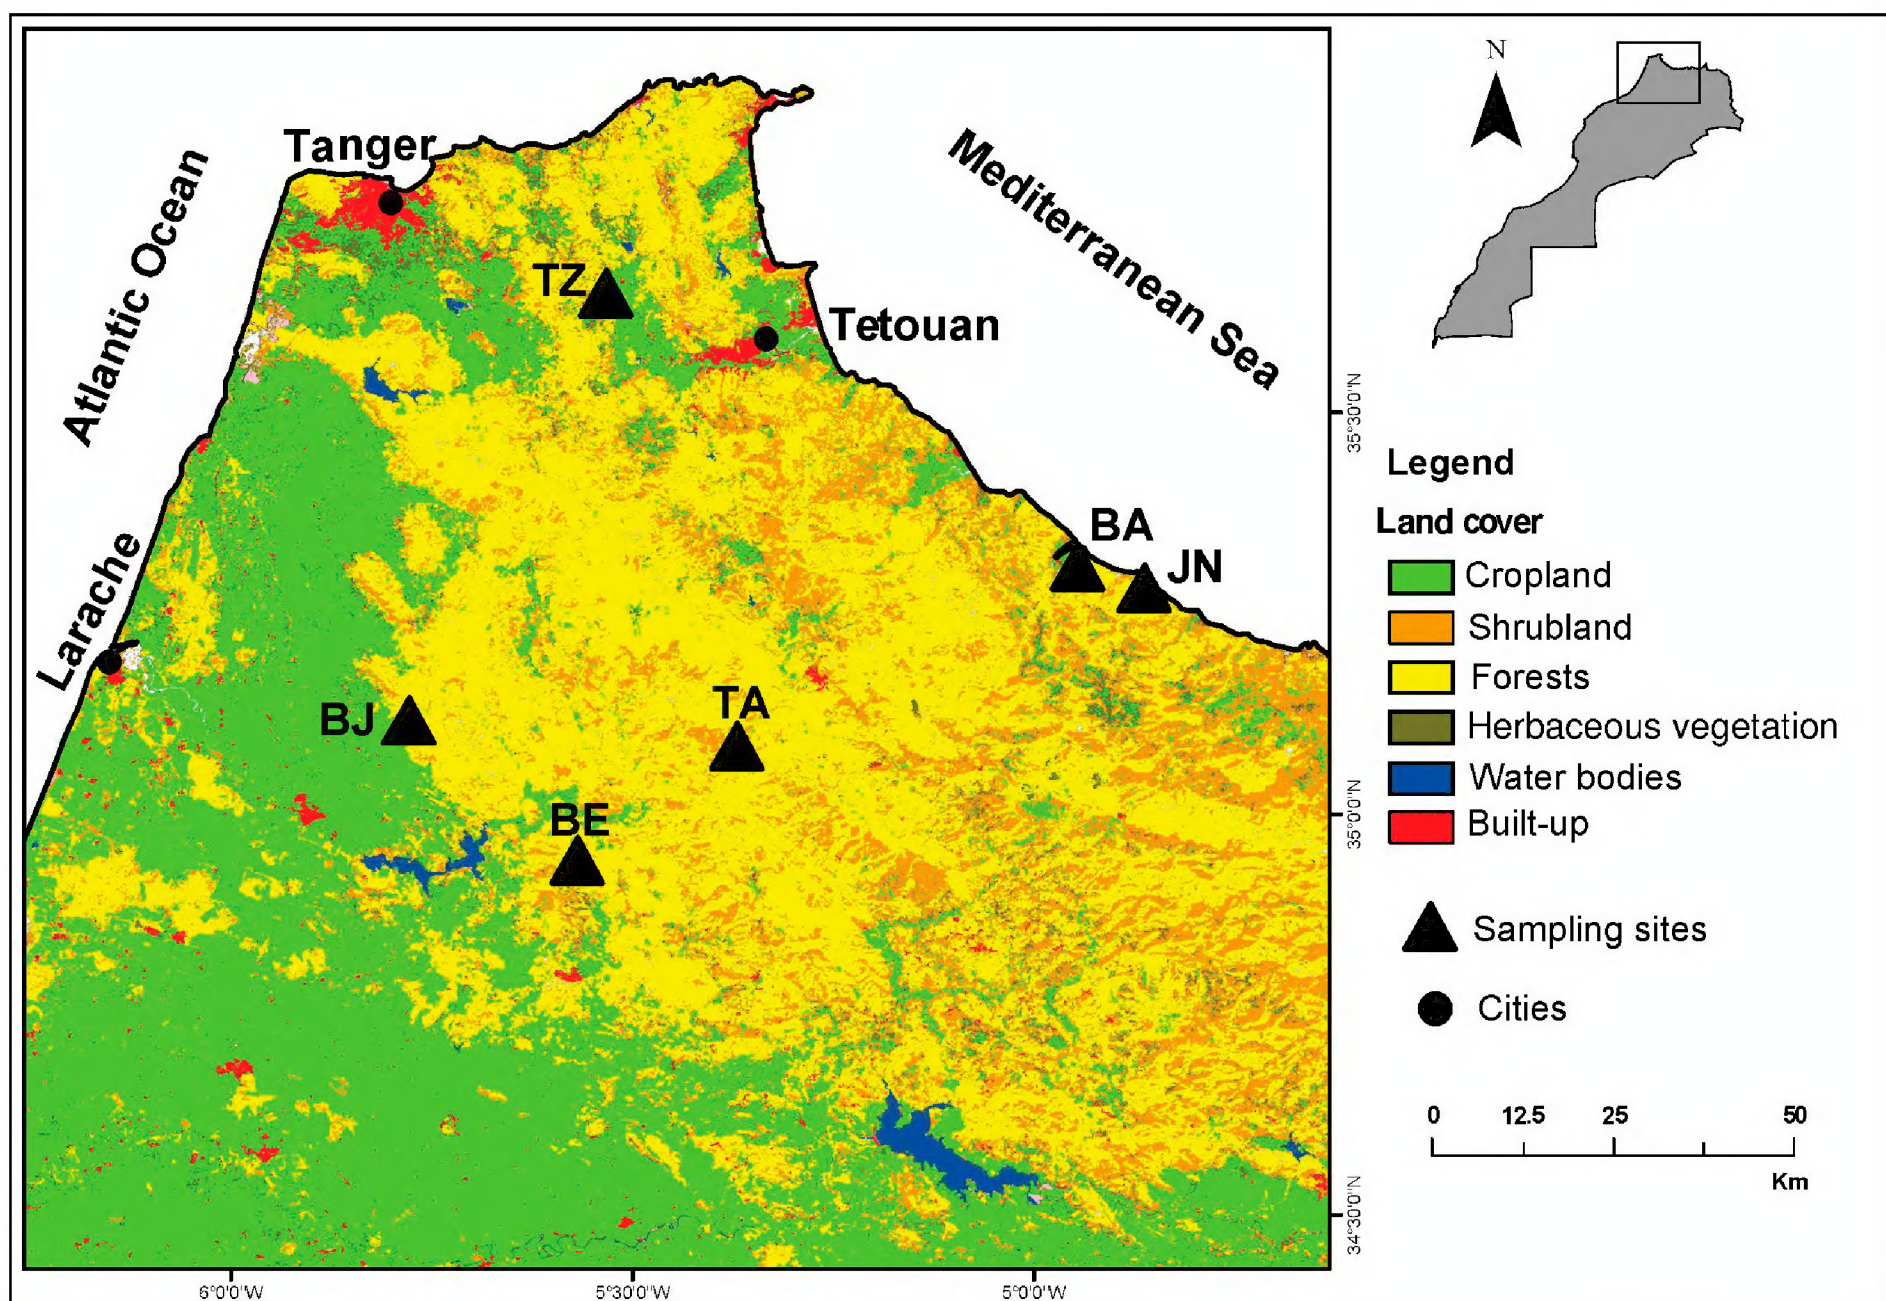 N
Tanger
Atlantic Ocean
Mediterranean Sea
TZ
Tetouan
35°30'0"N
BA
JN
Larache
BJ
TA
BE
35°0'0"N
34°30'0"N
6°0'0"W
5°30'0"W
5°0'0"W
Legend
Land cover
Cropland
Shrubland
Forests
Herbaceous vegetation
Water bodies
Built-up
Sampling sites
Cities
0 12.5 25 50
Km